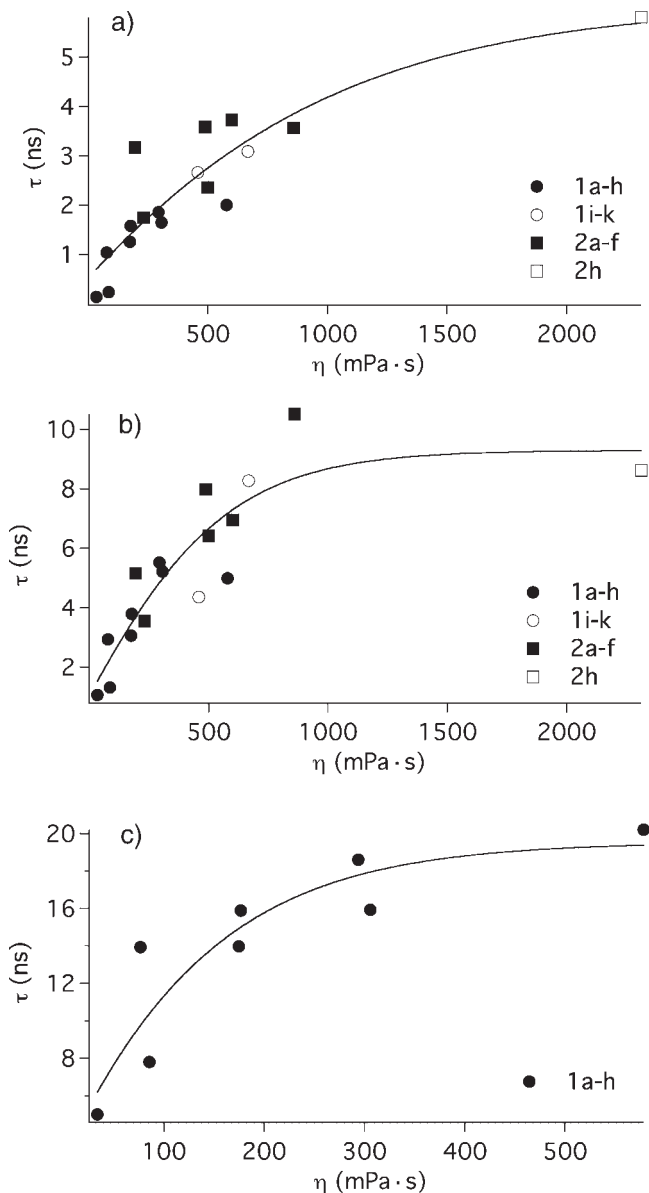 a)
5
4
3
2
1
τ (ns)
1a-h
1i-k
2a-f
2h
500 1000 1500 2000
η (mPa·s)
b)
10
8
6
4
2
τ (ns)
1a-h
1i-k
2a-f
2h
500 1000 1500 2000
η (mPa·s)
c)
20
16
12
8
τ (ns)
1a-h
100 200 300 400 500
η (mPa·s)